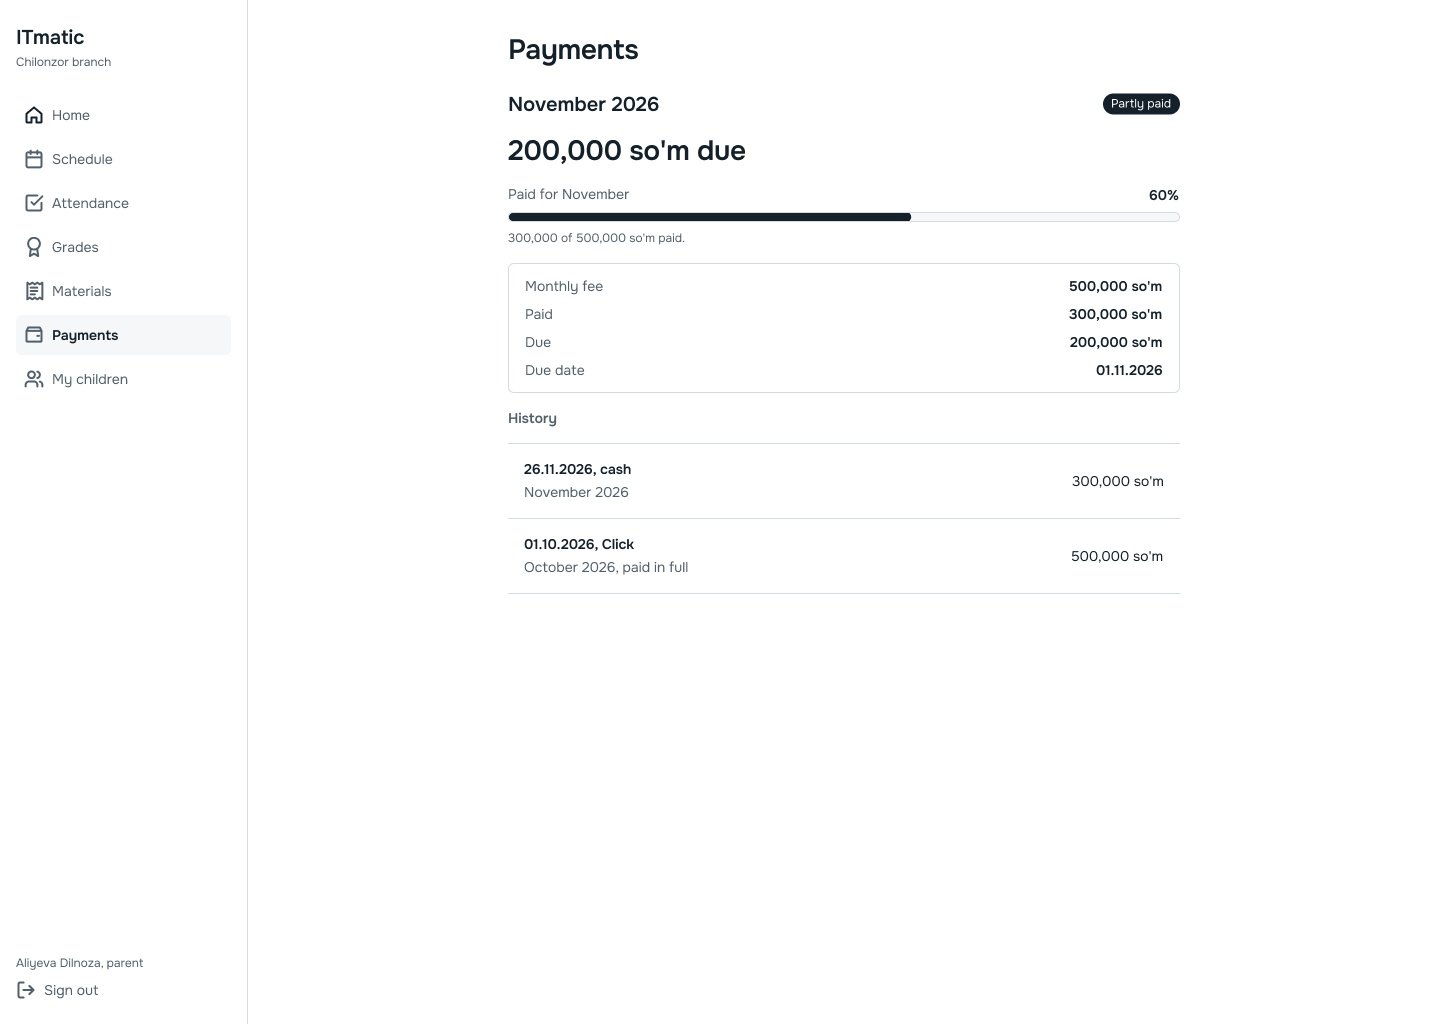 ITmatic
Chilonzor branch
Home
Schedule
Attendance
Grades
Materials
Payments
My children
Aliyeva Dilnoza, parent
Sign out
Payments
November 2026
Partly paid
200,000 so'm due
Paid for November
60%
300,000 of 500,000 so'm paid.
Monthly fee
500,000 so'm
Paid
300,000 so'm
Due
200,000 so'm
Due date
01.11.2026
History
26.11.2026, cash
November 2026
300,000 so'm
01.10.2026, Click
October 2026, paid in full
500,000 so'm